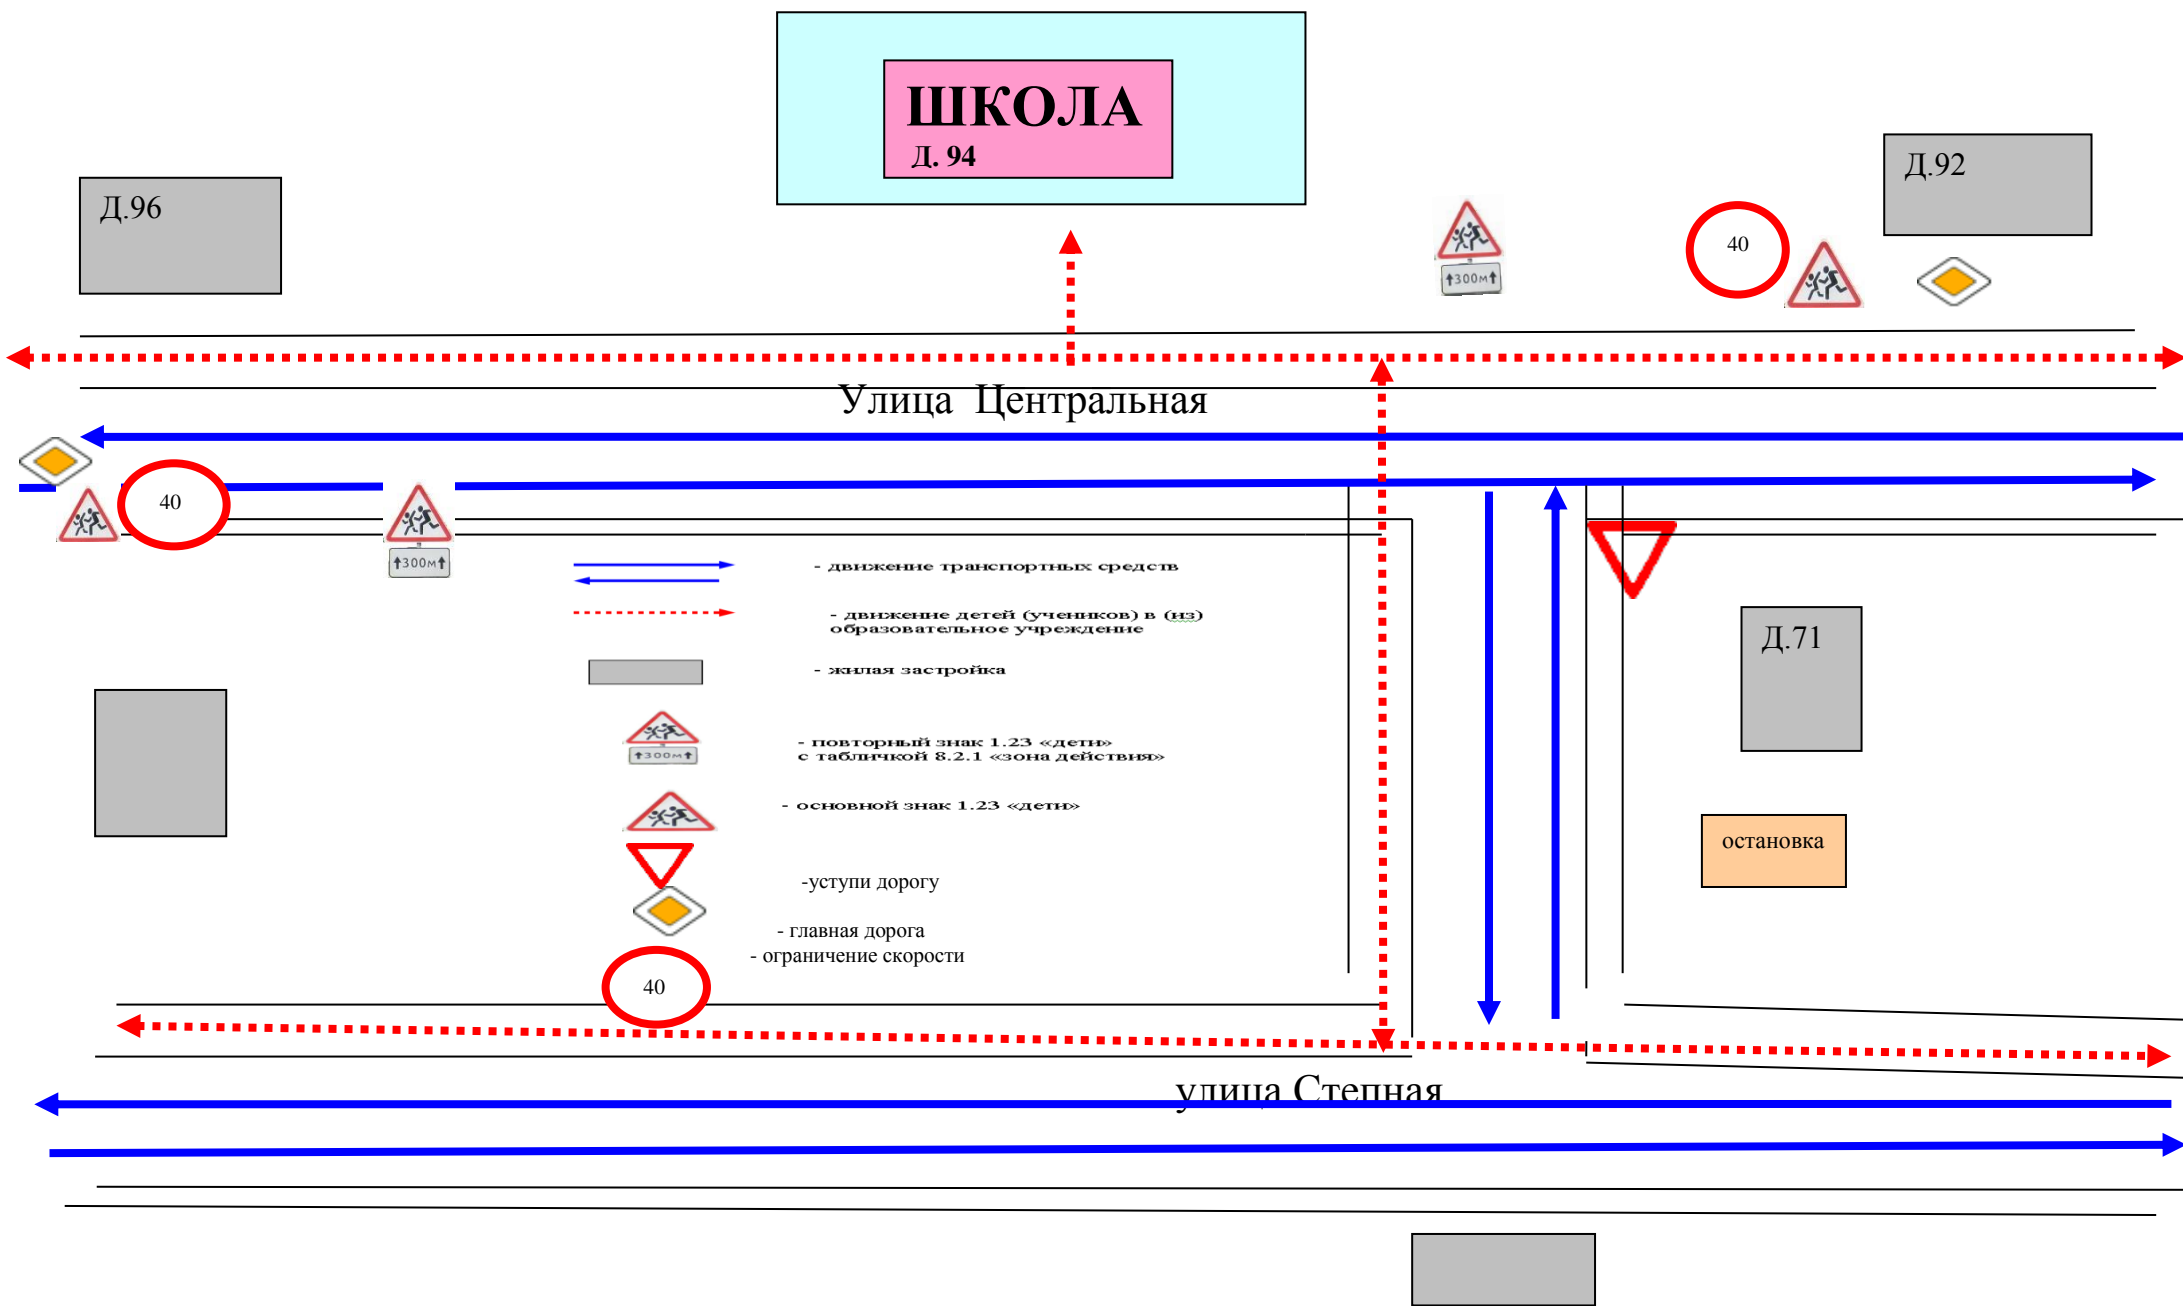 ШКОЛА
Д. 94
Д.96
Д.92
↑300м↑
40
Улица Центральная
40
↑300м↑
- движение транспортных средств
- движение детей (учеников) в (из)
образовательное учреждение
- жилая застройка
↑300м↑
- повторный знак 1.23 «дети»
с табличкой 8.2.1 «зона действия»
- основной знак 1.23 «дети»
-уступи дорогу
- главная дорога
- ограничение скорости
40
Д.71
остановка
улица Степная